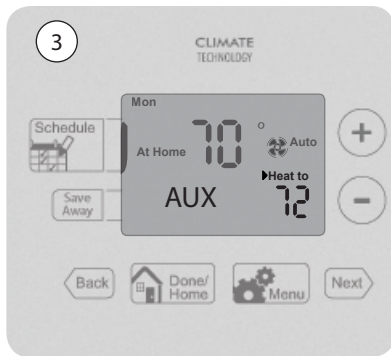 3
CLIMATE
TECHNOLOGY
Mon
Schedule
At Home
70°
Auto
Heat to
72
AUX
Save
Away
+
-
Back
Done/
Home
Menu
Next